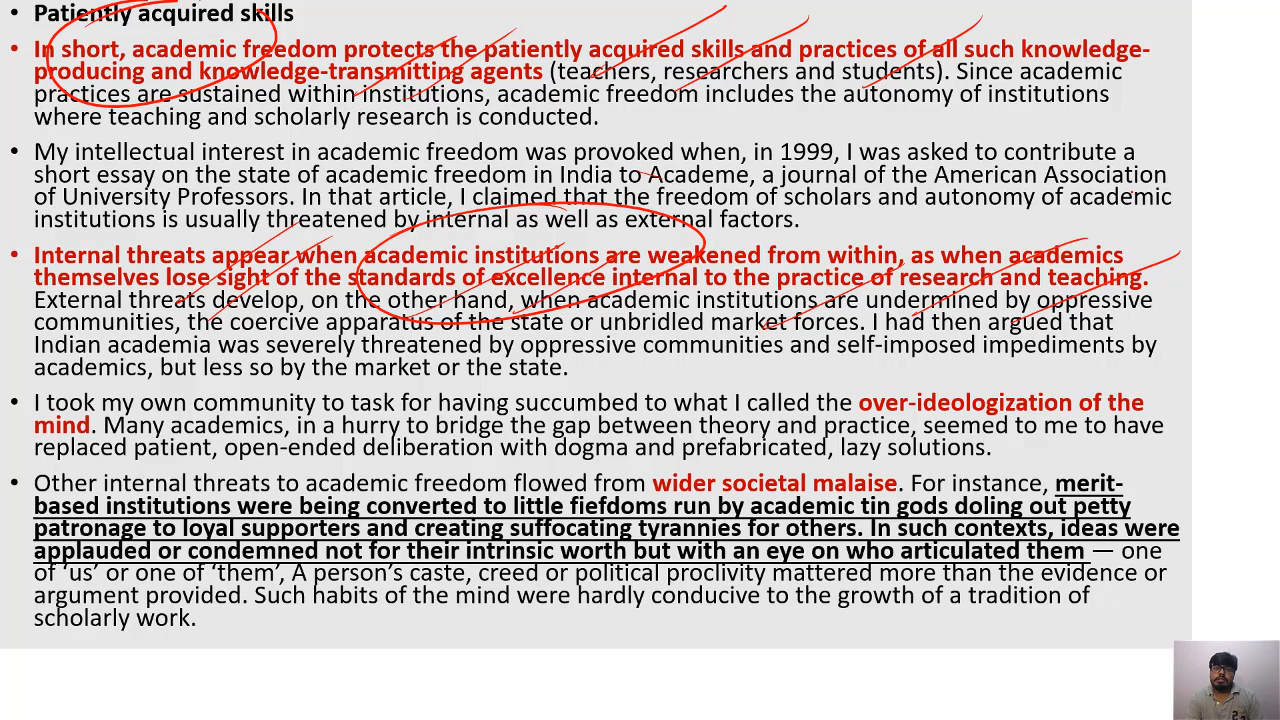 • Patiently acquired skills
• In short, academic freedom protects the patiently acquired skills and practices of all such knowledge-
producing and knowledge-transmitting agents (teachers, researchers and students). Since academic
practices are sustained within institutions, academic freedom includes the autonomy of institutions
where teaching and scholarly research is conducted.
• My intellectual interest in academic freedom was provoked when, in 1999, I was asked to contribute a
short essay on the state of academic freedom in India to Academe, a journal of the American Association
of University Professors. In that article, I claimed that the freedom of scholars and autonomy of academic
institutions is usually threatened by internal as well as external factors.
• Internal threats appear when academic institutions are weakened from within, as when academics
themselves lose sight of the standards of excellence internal to the practice of research and teaching.
External threats develop, on the other hand, when academic institutions are undermined by oppressive
communities, the coercive apparatus of the state or unbridled market forces. I had then argued that
Indian academia was severely threatened by oppressive communities and self-imposed impediments by
academics, but less so by the market or the state.
• I took my own community to task for having succumbed to what I called the over-ideologization of the
mind. Many academics, in a hurry to bridge the gap between theory and practice, seemed to me to have
replaced patient, open-ended deliberation with dogma and prefabricated, lazy solutions.
• Other internal threats to academic freedom flowed from wider societal malaise. For instance, merit-
based institutions were being converted to little fiefdoms run by academic tin gods doling out petty
patronage to loyal supporters and creating suffocating tyrannies for others. In such contexts, ideas were
applauded or condemned not for their intrinsic worth but with an eye on who articulated them — one
of ‘us’ or one of ‘them’, A person’s caste, creed or political proclivity mattered more than the evidence or
argument provided. Such habits of the mind were hardly conducive to the growth of a tradition of
scholarly work.